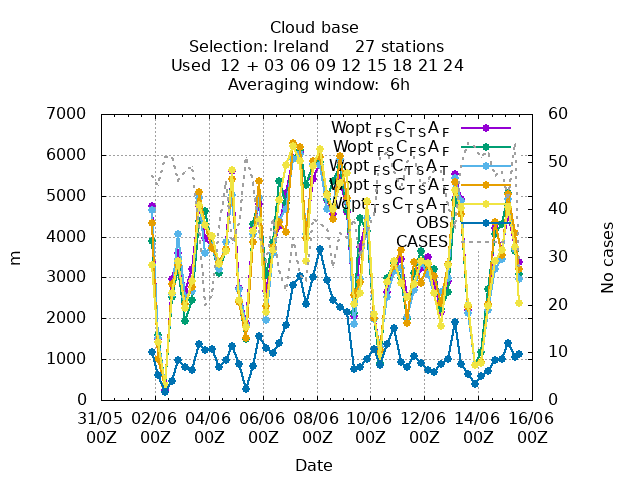 Cloud base
Selection: Ireland 27 stations
Used 12 + 03 06 09 12 15 18 21 24
Averaging window: 6h
7000
6000
5000
4000
3000
2000
1000
0
m
60
50
40
30
20
10
0
No cases
Wopt FS C TS A F
Wopt FS C FS A F
Wopt FS C TS A T
Wopt TS C TS A F
Wopt TS C TS A T
OBS
CASES
31/05 02/06 04/06 06/06 08/06 10/06 12/06 14/06 16/06
00Z 00Z 00Z 00Z 00Z 00Z 00Z 00Z 00Z
Date